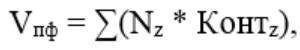 Vпф = ∑(Nz * Контz),